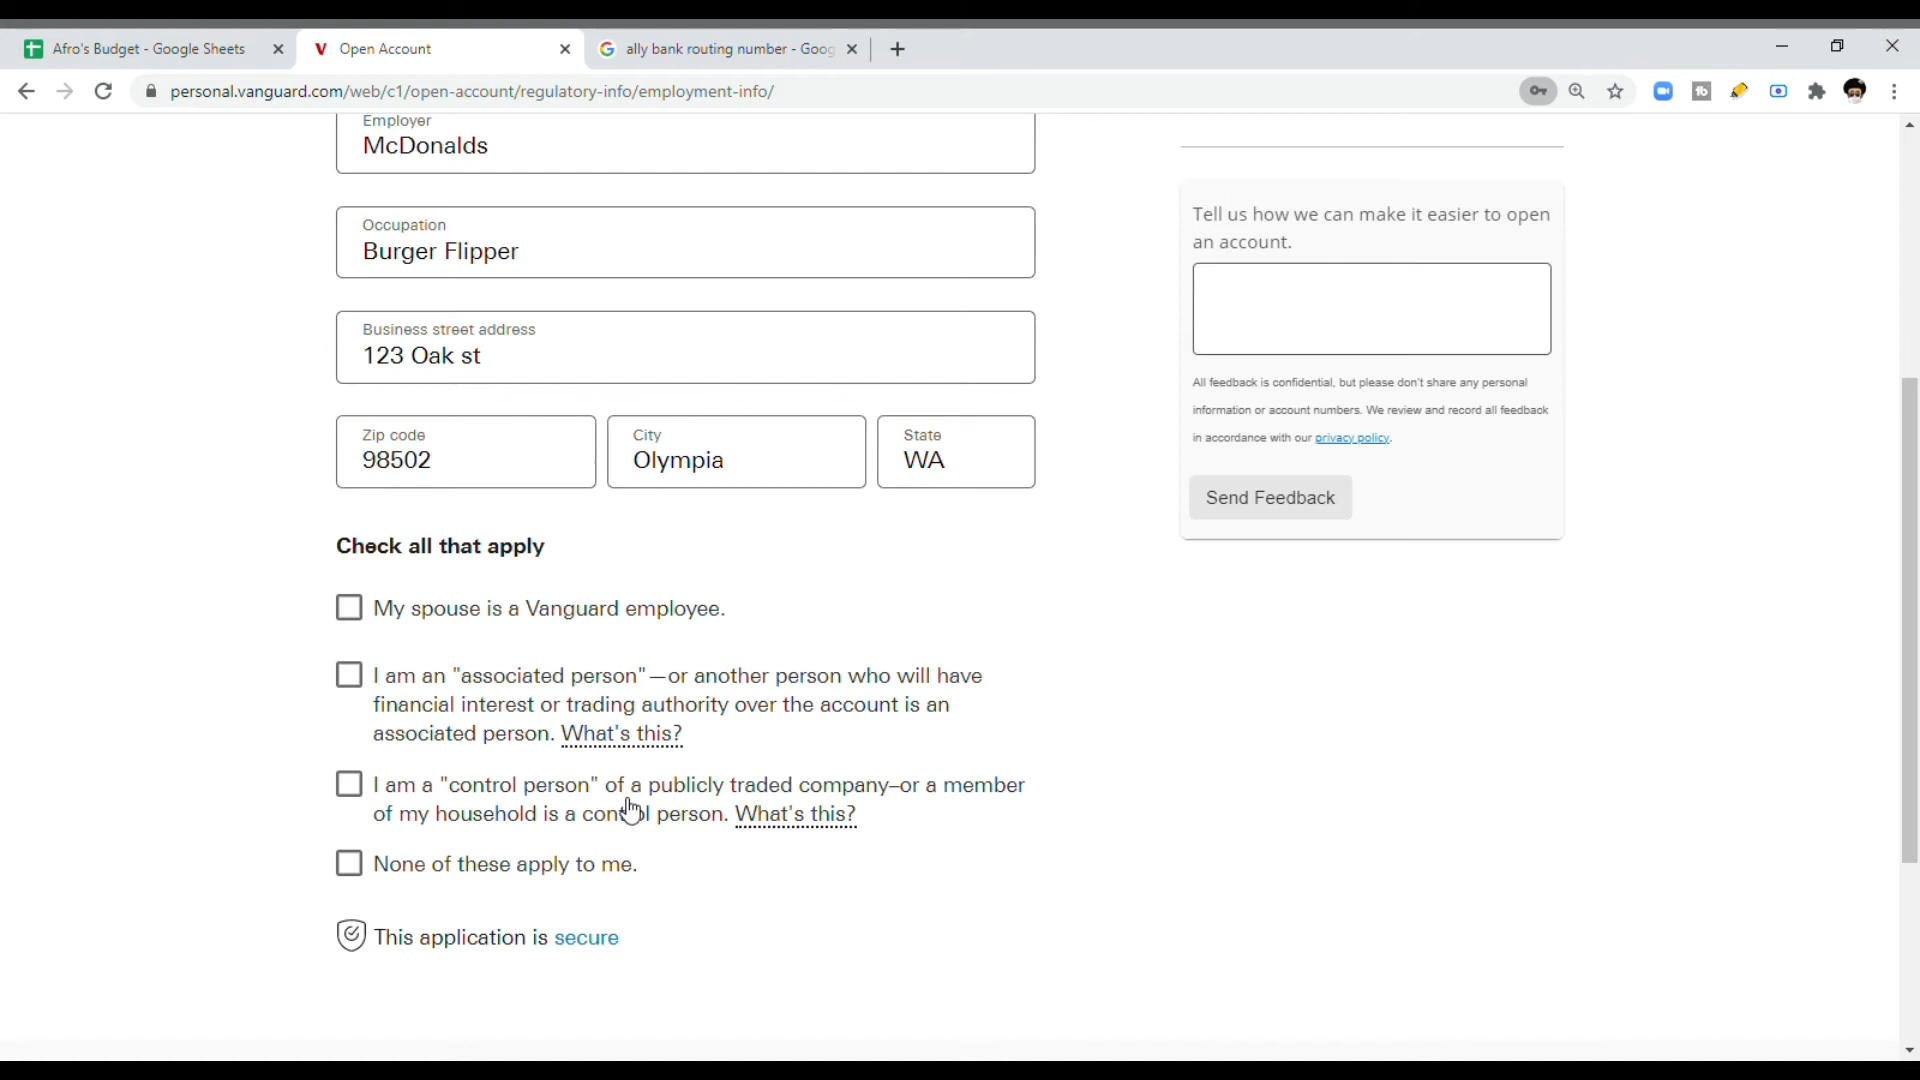 Afro's Budget - Google Sheets
Open Account
ally bank routing number - Goog
personal.vanguard.com/web/c1/open-account/regulatory-info/employment-info/
Employer
McDonalds
Occupation
Burger Flipper
Business street address
123 Oak st
Zip code
98502
City
Olympia
State
WA
Check all that apply
My spouse is a Vanguard employee.
I am an "associated person"—or another person who will have
financial interest or trading authority over the account is an
associated person. What's this?
I am a "control person" of a publicly traded company–or a member
of my household is a control person. What's this?
None of these apply to me.
This application is secure
Tell us how we can make it easier to open
an account.
All feedback is confidential, but please don't share any personal
information or account numbers. We review and record all feedback
in accordance with our privacy policy.
Send Feedback